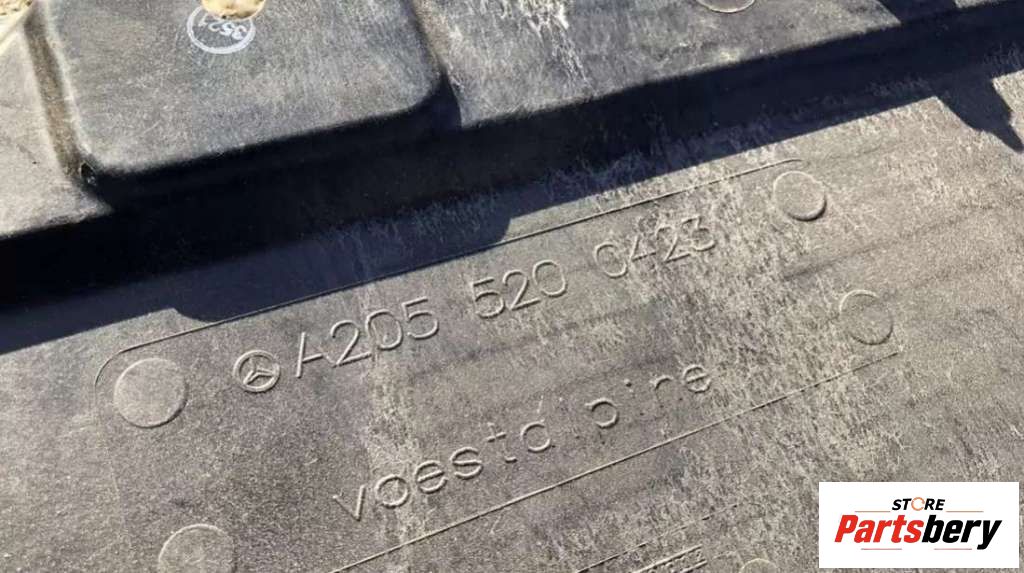 A205 520 0423
voestalpine
STORE
Partsbery